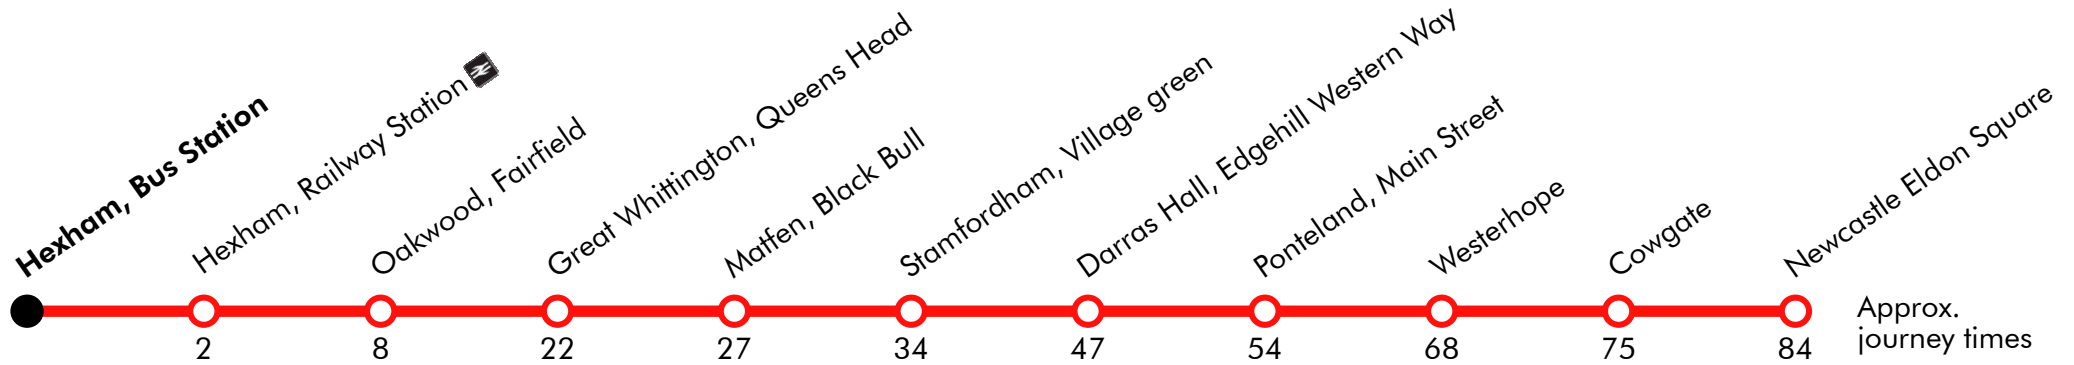 Hexham, Bus Station
Hexham, Railway Station
Oakwood, Fairfield
Great Whittington, Queens Head
Matfen, Black Bull
Stamfordham, Village green
Darras Hall, Edgehill Western Way
Ponteland, Main Street
Westerhope
Cowgate
Newcastle Eldon Square
2 8 22 27 34 47 54 68 75 84
Approx.
journey times